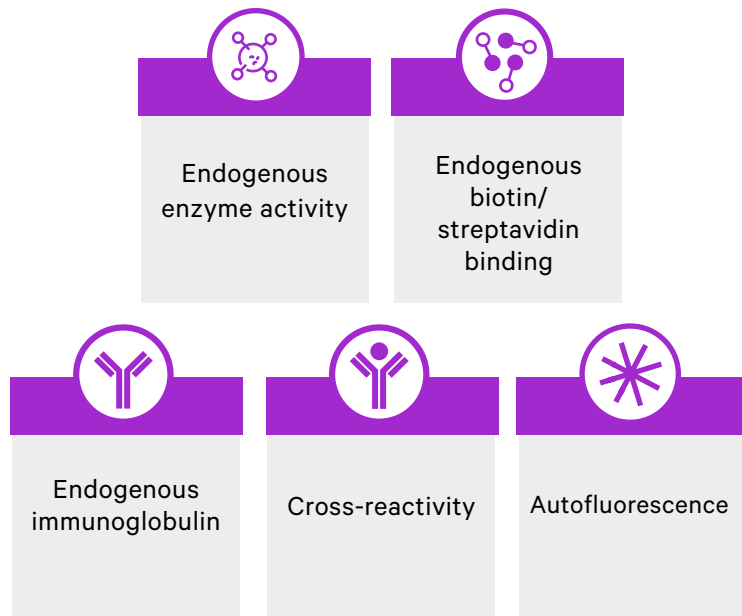 Endogenous
enzyme activity
Endogenous
biotin/
streptavidin
binding
Endogenous
immunoglobulin
Cross-reactivity
Autofluorescence